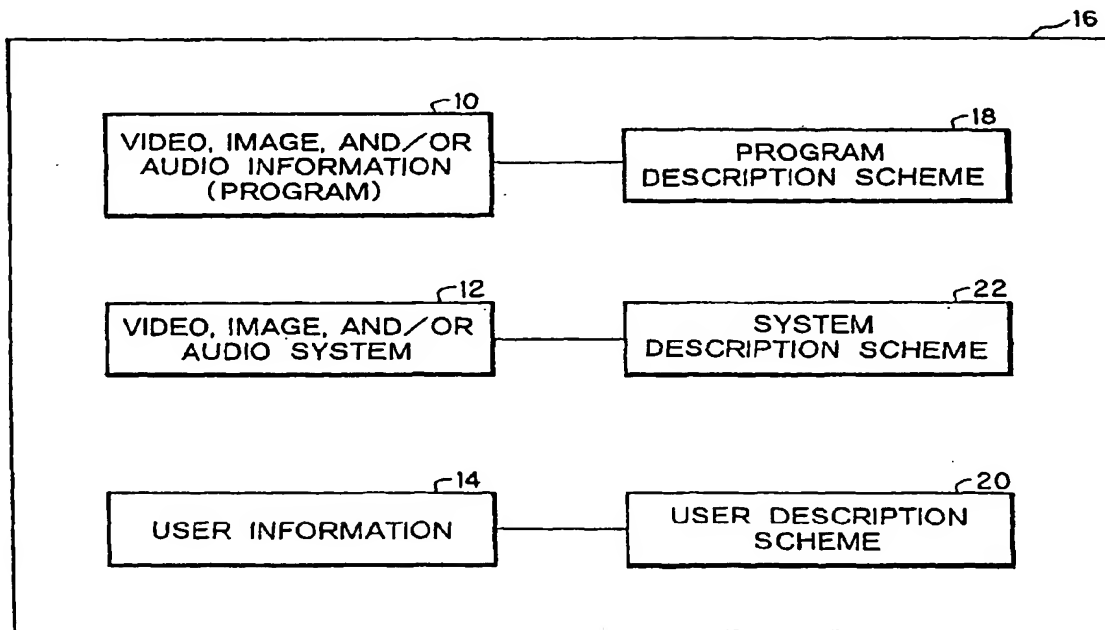 16
10
VIDEO, IMAGE, AND/OR
AUDIO INFORMATION
(PROGRAM)
18
PROGRAM
DESCRIPTION SCHEME
12
VIDEO, IMAGE, AND/OR
AUDIO SYSTEM
22
SYSTEM
DESCRIPTION SCHEME
14
USER INFORMATION
20
USER DESCRIPTION
SCHEME